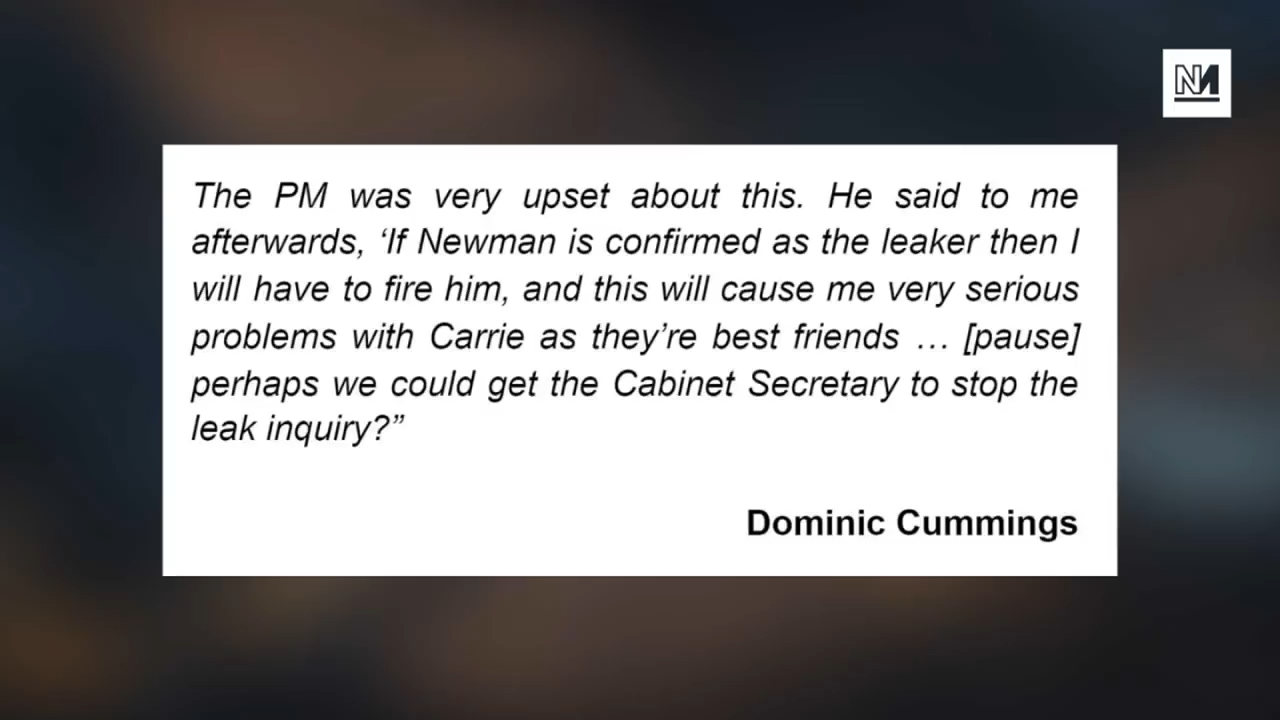 NM
The PM was very upset about this. He said to me
afterwards, ‘If Newman is confirmed as the leaker then I
will have to fire him, and this will cause me very serious
problems with Carrie as they’re best friends … [pause]
perhaps we could get the Cabinet Secretary to stop the
leak inquiry?”
Dominic Cummings